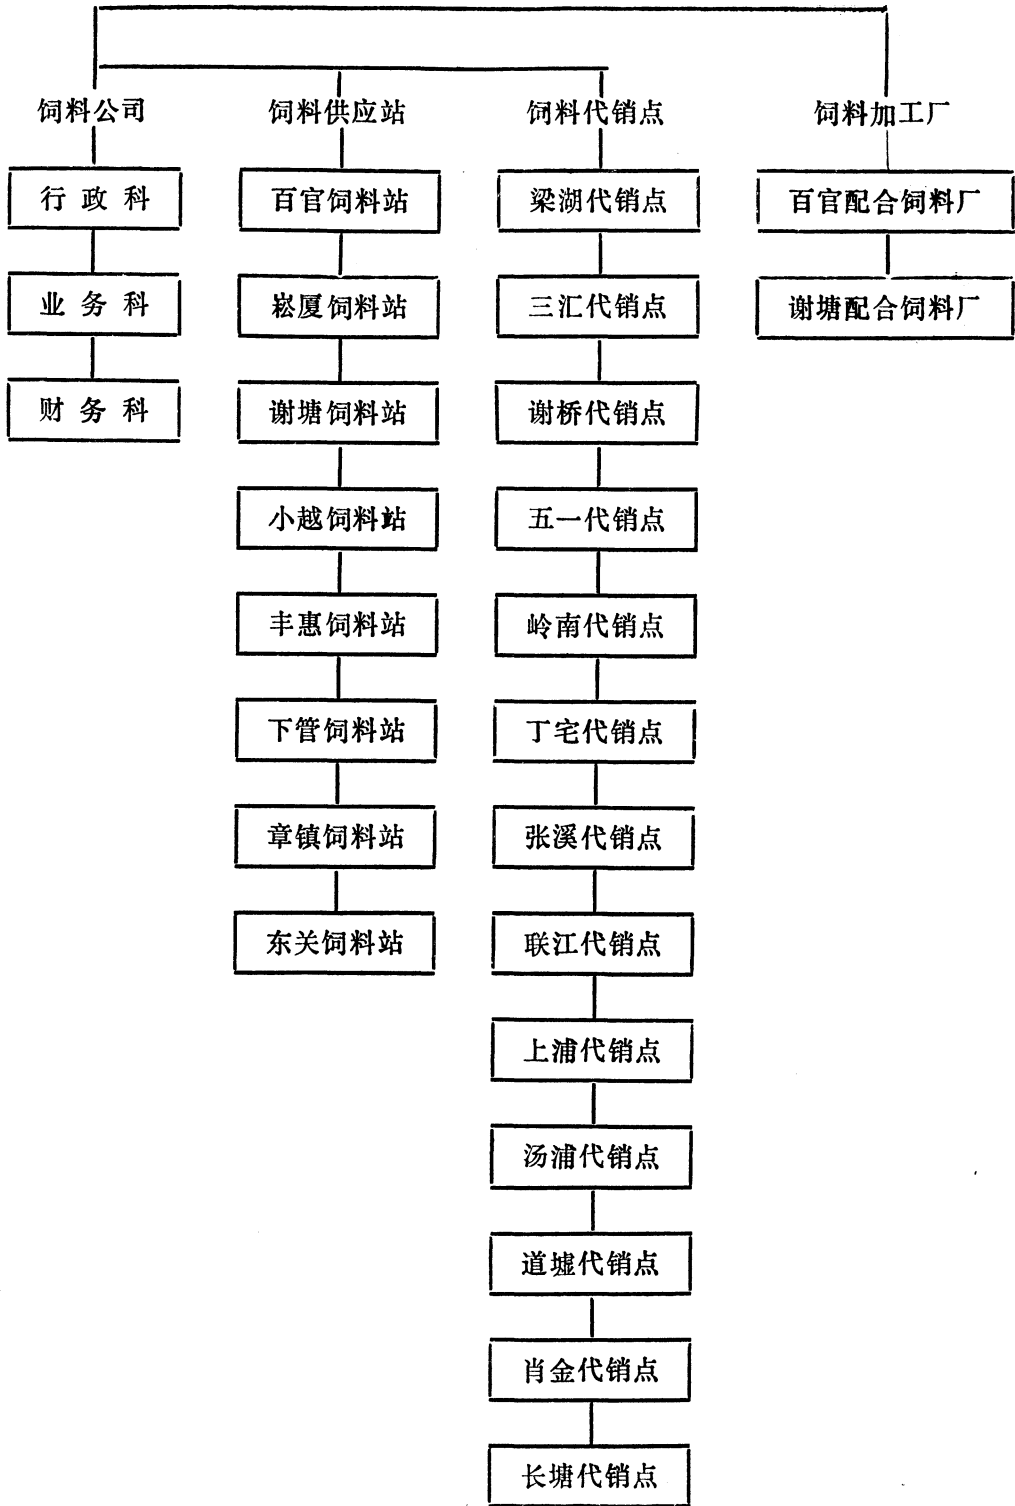 饲料公司 饲料供应站 饲料代销点 饲料加工厂
行政科 百官饲料站 梁湖代销点 百官配合饲料厂
业务科 崧厦饲料站 三汇代销点 谢塘配合饲料厂
财务科 谢塘饲料站 谢桥代销点
小越饲料站 五一代销点
丰惠饲料站 岭南代销点
下管饲料站 丁宅代销点
章镇饲料站 张溪代销点
东关饲料站 联江代销点
上浦代销点
汤浦代销点
道墟代销点
肖金代销点
长塘代销点